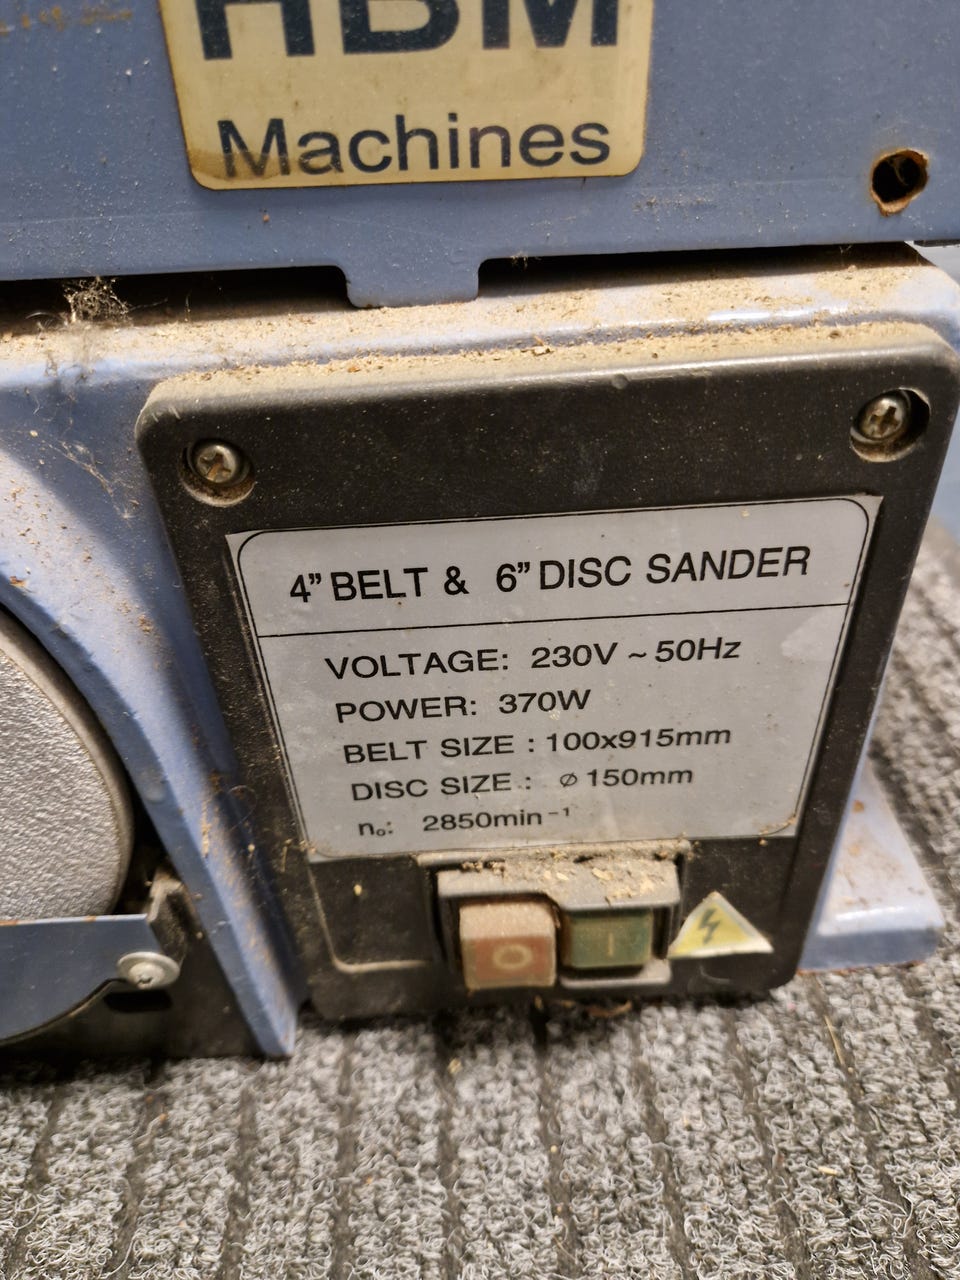 HBM
Machines
4” BELT & 6” DISC SANDER
VOLTAGE: 230V ~ 50Hz
POWER: 370W
BELT SIZE : 100x915mm
DISC SIZE : ⌀ 150mm
n₀: 2850min⁻¹
O I